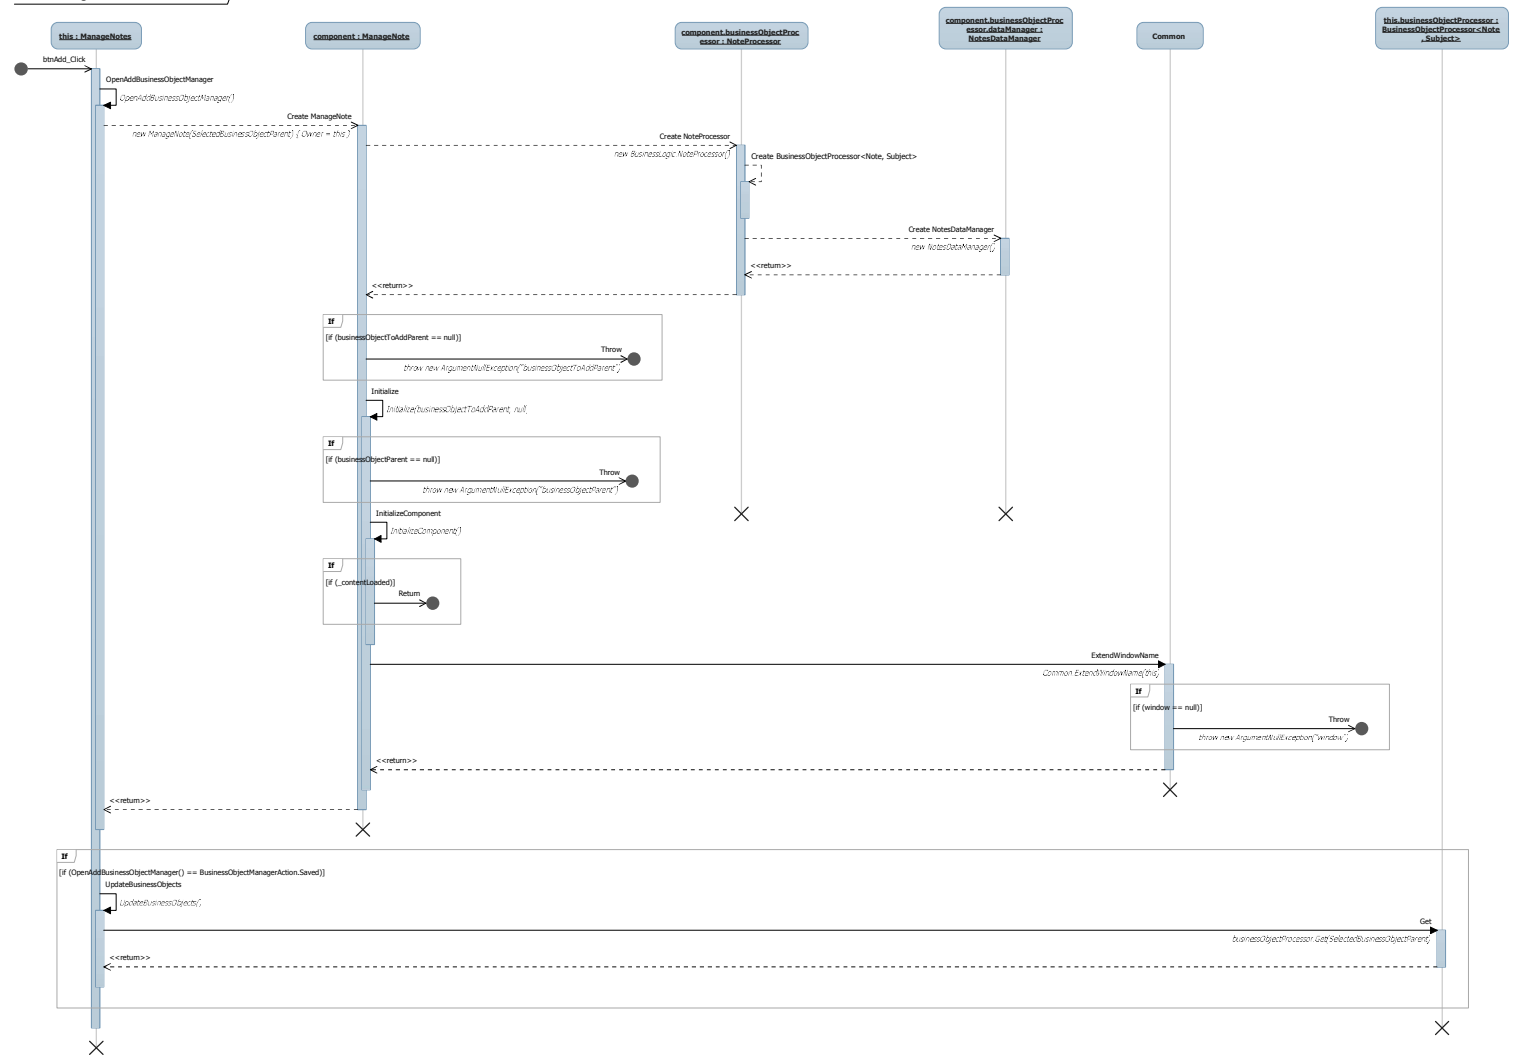 this : ManageNotes
component : ManageNote
component.businessObjectProc
essor : NoteProcessor
component.businessObjectProc
essor.dataManager :
NotesDataManager
Common
this.businessObjectProcessor :
BusinessObjectProcessor<Note
, Subject>
btnAdd_Click
OpenAddBusinessObjectManager
OpenAddBusinessObjectManager()
Create ManageNote
new ManageNote(SelectedBusinessObjectParent) { Owner = this }
Create NoteProcessor
new BusinessLogic.NoteProcessor()
Create BusinessObjectProcessor<Note, Subject>
Create NotesDataManager
new NotesDataManager()
<<return>>
<<return>>
If
[if (businessObjectToAddParent == null)]
Throw
throw new ArgumentNullException("businessObjectToAddParent")
Initialize
Initialize(businessObjectToAddParent, null)
If
[if (businessObjectParent == null)]
Throw
throw new ArgumentNullException("businessObjectParent")
InitializeComponent
InitializeComponent()
If
[if (_contentLoaded)]
Return
ExtendWindowName
Common.ExtendWindowName(this)
If
[if (window == null)]
Throw
throw new ArgumentNullException("window")
<<return>>
<<return>>
If
[if (OpenAddBusinessObjectManager() == BusinessObjectManagerAction.Saved)]
UpdateBusinessObjects
UpdateBusinessObjects()
Get
businessObjectProcessor.Get(SelectedBusinessObjectParent)
<<return>>